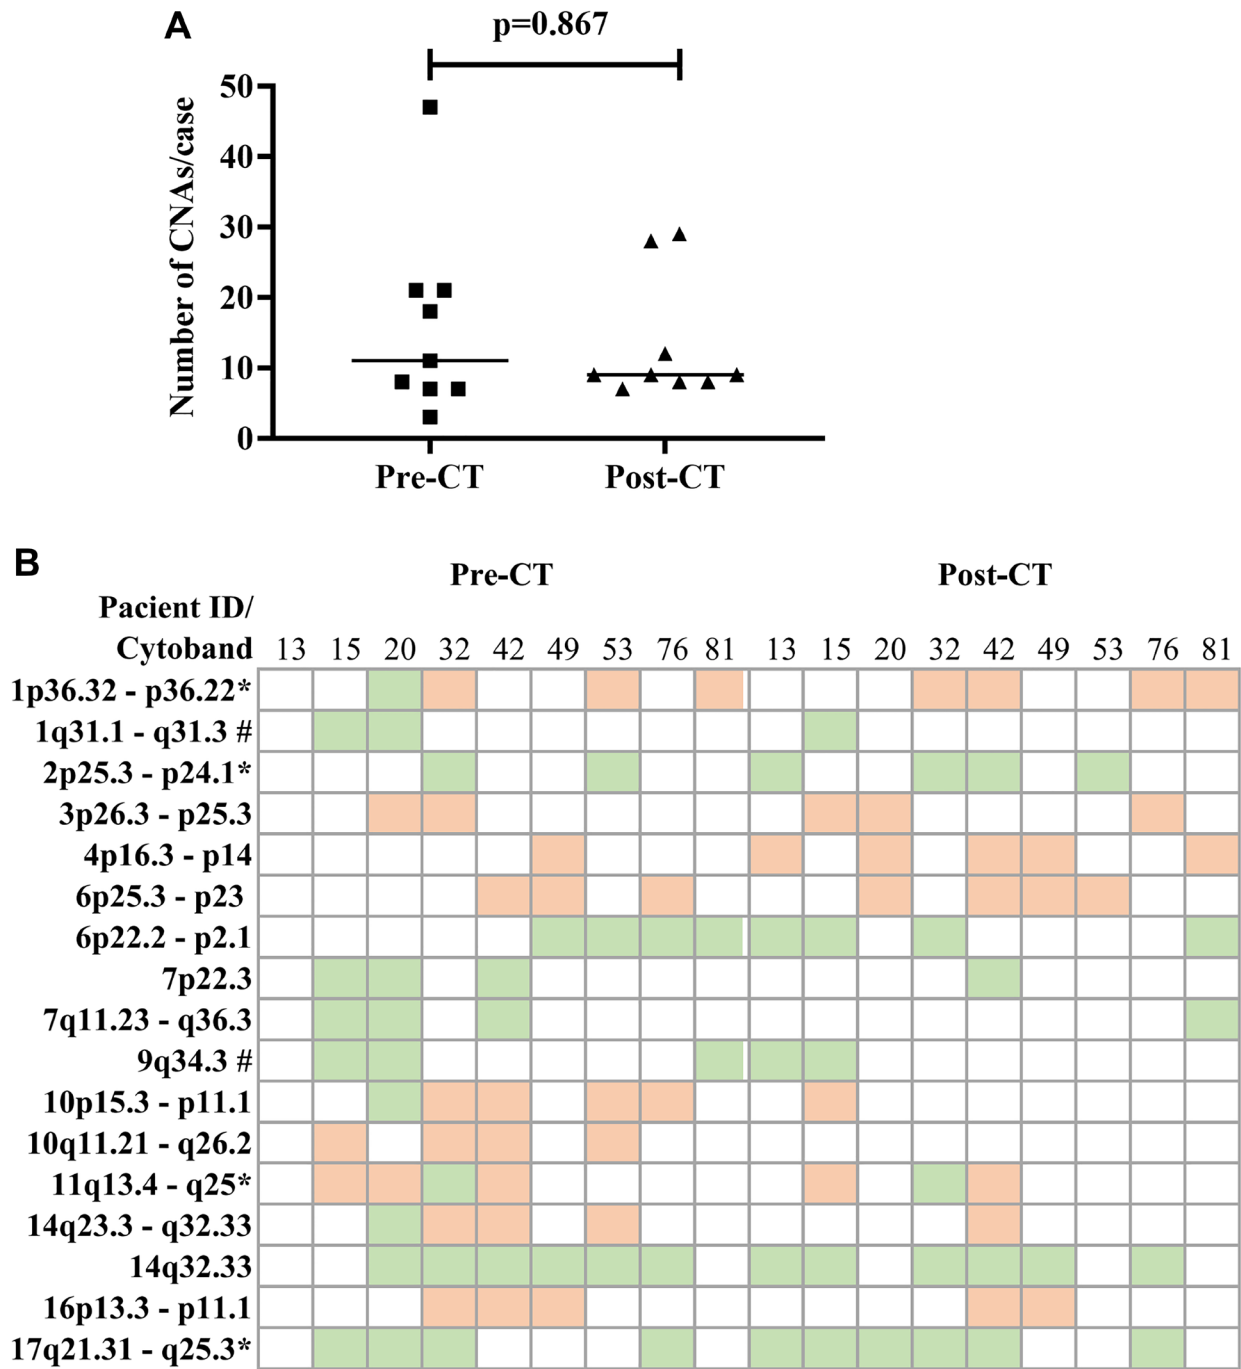 A
p=0.867
Number of CNAs/case
50
40
30
20
10
0
Pre-CT Post-CT
B
Pre-CT Post-CT
Pacient ID/
Cytoband 13 15 20 32 42 49 53 76 81 13 15 20 32 42 49 53 76 81
1p36.32 - p36.22*
1q31.1 - q31.3 #
2p25.3 - p24.1*
3p26.3 - p25.3
4p16.3 - p14
6p25.3 - p23
6p22.2 - p2.1
7p22.3
7q11.23 - q36.3
9q34.3 #
10p15.3 - p11.1
10q11.21 - q26.2
11q13.4 - q25*
14q23.3 - q32.33
14q32.33
16p13.3 - p11.1
17q21.31 - q25.3*